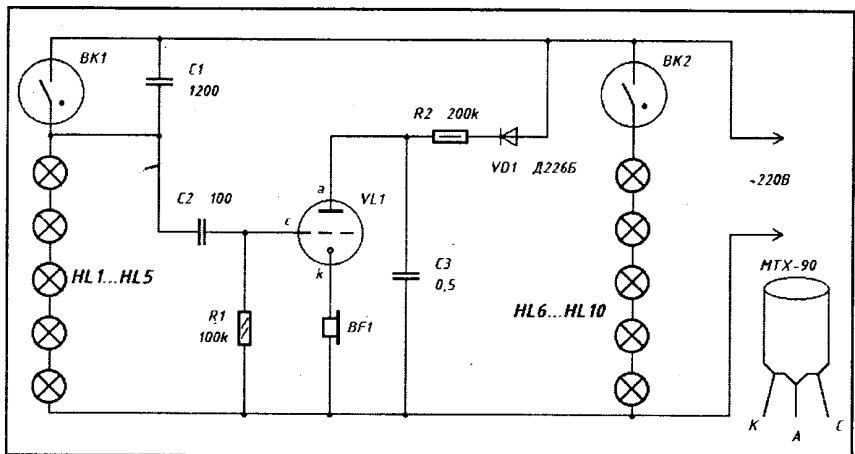 BK1
C1
1200
BK2
R2 200k
VD1 Д226Б
~220В
a
C2 100
VL1
c
k
C3
0,5
МТХ-90
HL1...HL5
R1
100k
BF1
HL6...HL10
К
А
С